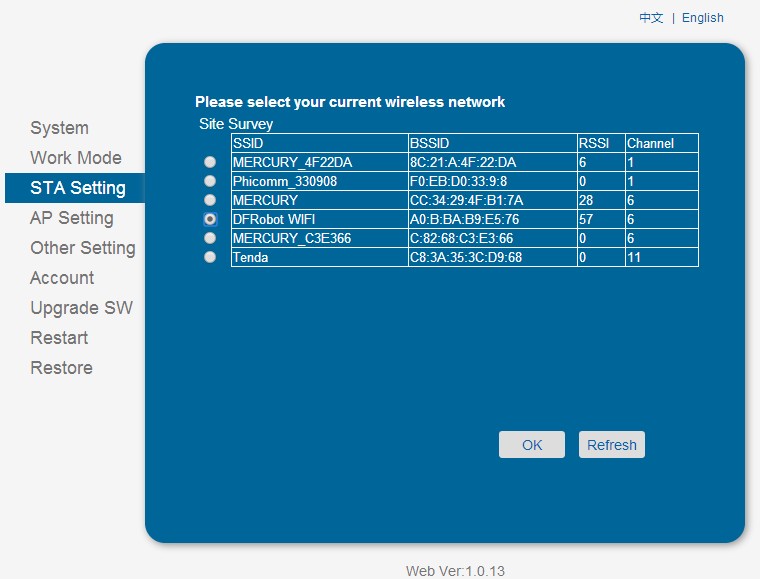 中文 | English
Please select your current wireless network
Site Survey
SSID BSSID RSSI Channel
MERCURY_4F22DA 8C:21:A:4F:22:DA 6 1
Phicomm_330908 F0:EB:D0:33:9:8 0 1
MERCURY CC:34:29:4F:B1:7A 28 6
DFRobot WIFI A0:B:BA:B9:E5:76 57 6
MERCURY_C3E366 C:82:68:C3:E3:66 0 6
Tenda C8:3A:35:3C:D9:68 0 11
System
Work Mode
STA Setting
AP Setting
Other Setting
Account
Upgrade SW
Restart
Restore
OK Refresh
Web Ver:1.0.13